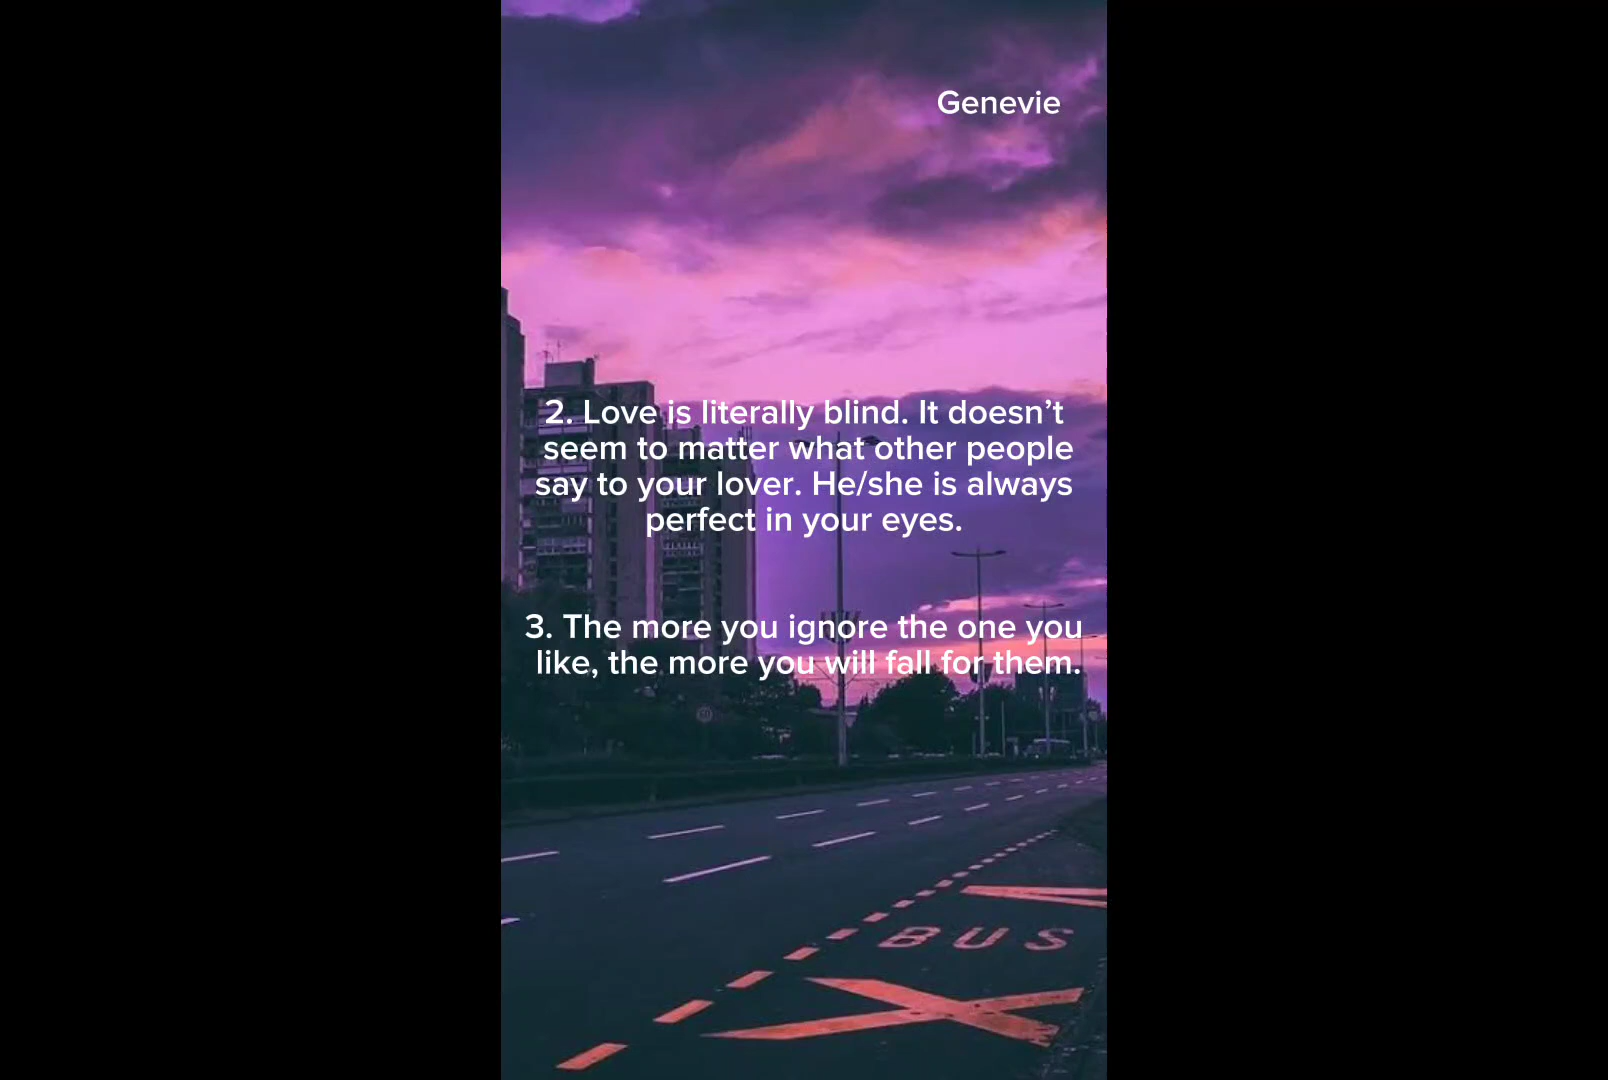 Genevie
2. Love is literally blind. It doesn’t
seem to matter what other people
say to your lover. He/she is always
perfect in your eyes.
3. The more you ignore the one you
like, the more you will fall for them.
BUS